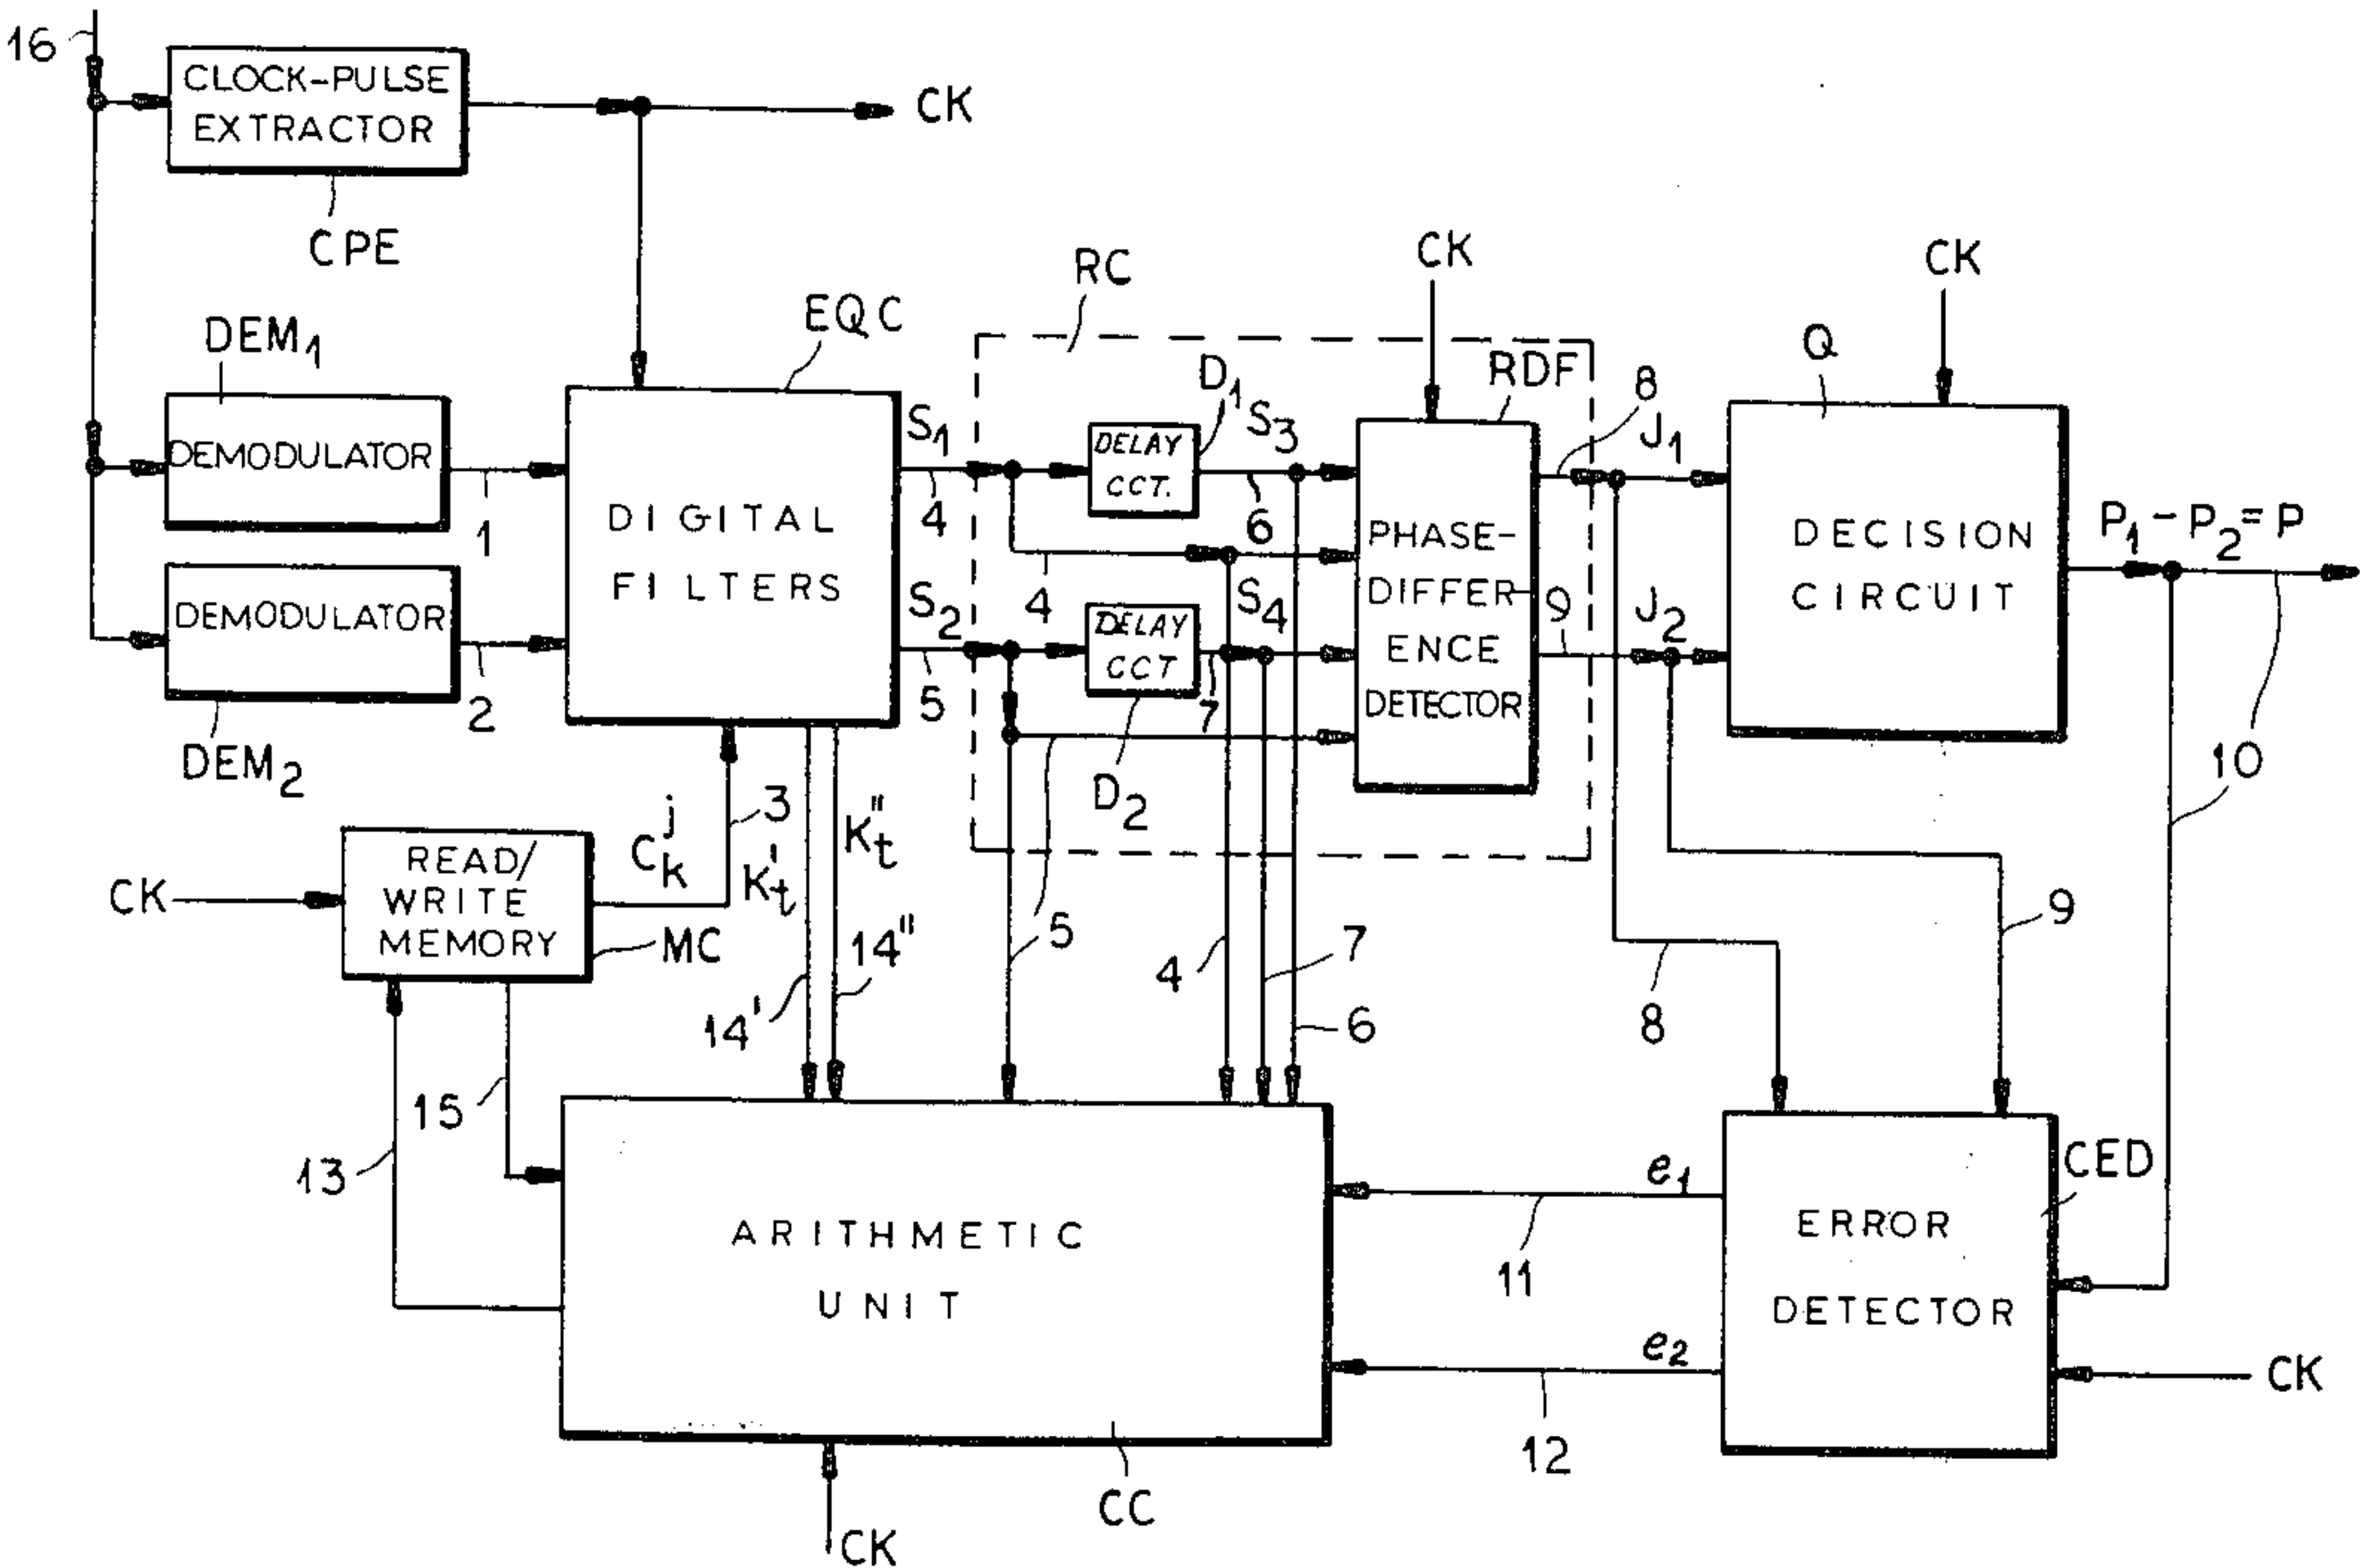 16
CLOCK-PULSE
EXTRACTOR
CK
CPE
RC
CK
CK
EQC
DEM1
Q
RDF
D1
8
S1
S3
J1
DEMODULATOR
DELAY
CCT.
4
6
1
DIGITAL
FILTERS
PHASE-
DIFFER-
ENCE
DETECTOR
DECISION
CIRCUIT
P1 - P2 = P
DEMODULATOR
S2
4
S4
9
J2
DELAY
CCT
2
5
7
DEM2
10
D2
3
C_k^j
K't
K"t
READ/
WRITE
MEMORY
CK
MC
14"
5
4
7
9
14'
6
8
15
13
e1
CED
ARITHMETIC
UNIT
ERROR
DETECTOR
11
e2
CK
12
CC
CK